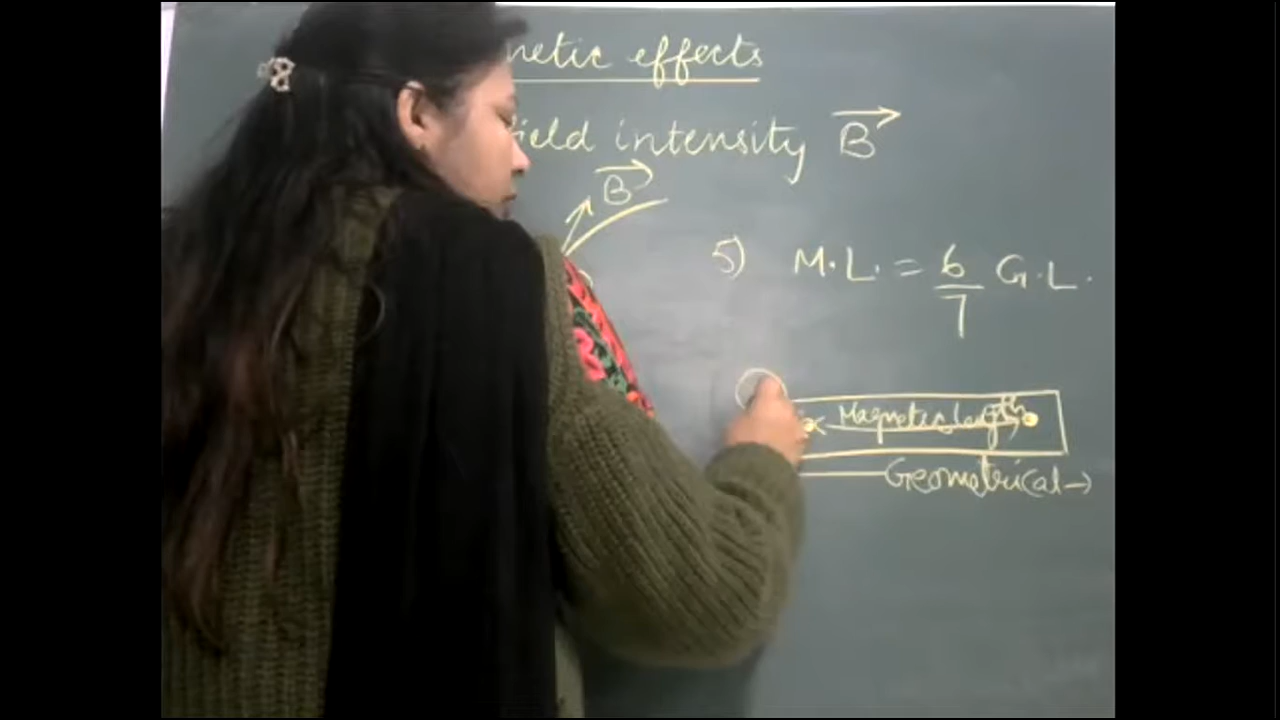 netic effects
ield intensity B
B
5) M.L. = 6/7 G.L.
Magnetic length
Geometrical